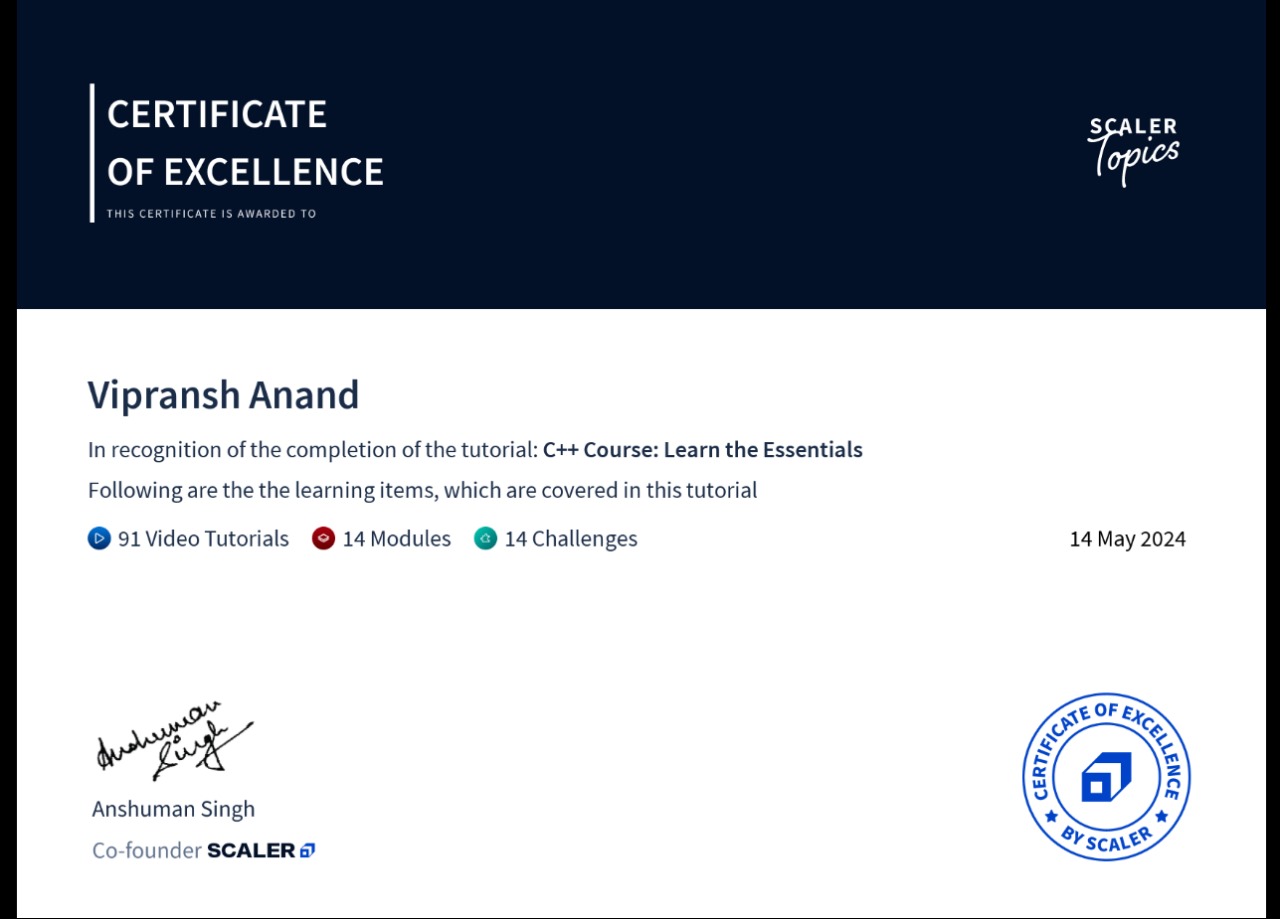 CERTIFICATE
OF EXCELLENCE
THIS CERTIFICATE IS AWARDED TO
SCALER
Topics
Vipransh Anand
In recognition of the completion of the tutorial: C++ Course: Learn the Essentials
Following are the the learning items, which are covered in this tutorial
91 Video Tutorials 14 Modules 14 Challenges
14 May 2024
Anshuman
Singh
Anshuman Singh
Co-founder SCALER
CERTIFICATE OF EXCELLENCE
BY SCALER